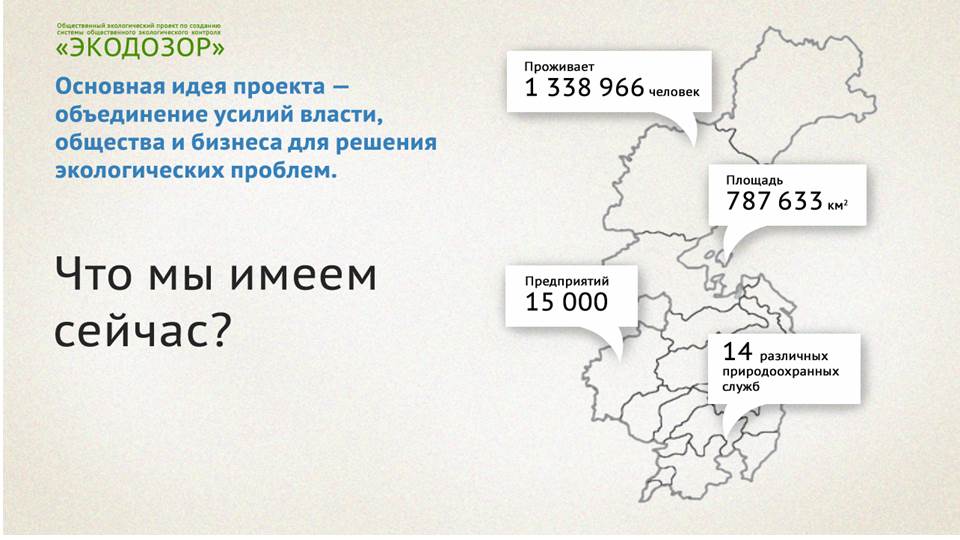 Общественный экологический проект по созданию
системы общественного экологического контроля
«ЭКОДОЗОР»
Основная идея проекта —
объединение усилий власти,
общества и бизнеса для решения
экологических проблем.
Что мы имеем
сейчас?
Проживает
1 338 966 человек
Площадь
787 633 км²
Предприятий
15 000
14 различных
природоохранных
служб